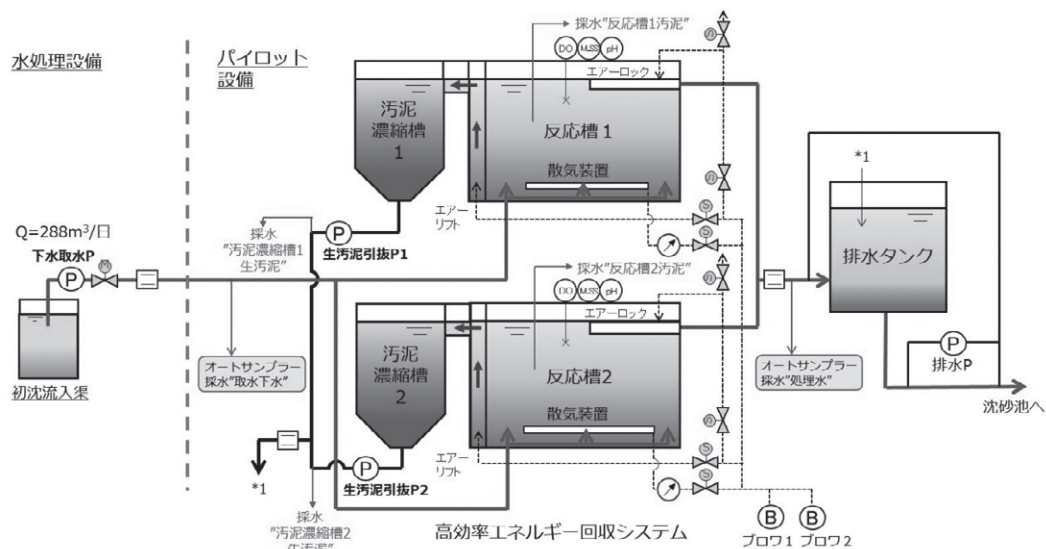 採水"反応槽1汚泥"
水処理設備
パイロット
設備
DO
MLSS
pH
エアーロック
汚泥
濃縮槽
1
反応槽1
散気装置
*1
エアー
リフト
採水
"汚泥濃縮槽1
生汚泥"
P
生汚泥引抜P1
Q=288m³/日
下水取水P
P
M
排水タンク
採水"反応槽2汚泥"
DO
MLSS
pH
エアーロック
汚泥
濃縮槽
2
反応槽2
散気装置
オートサンプラー
採水"取水下水"
オートサンプラー
採水"処理水"
P
排水P
初沈流入渠
沈砂池へ
エアー
リフト
P
生汚泥引抜P2
*1
採水
"汚泥濃縮槽2
生汚泥"
高効率エネルギー回収システム
B
B
ブロワ1
ブロワ2
S
S
S
S